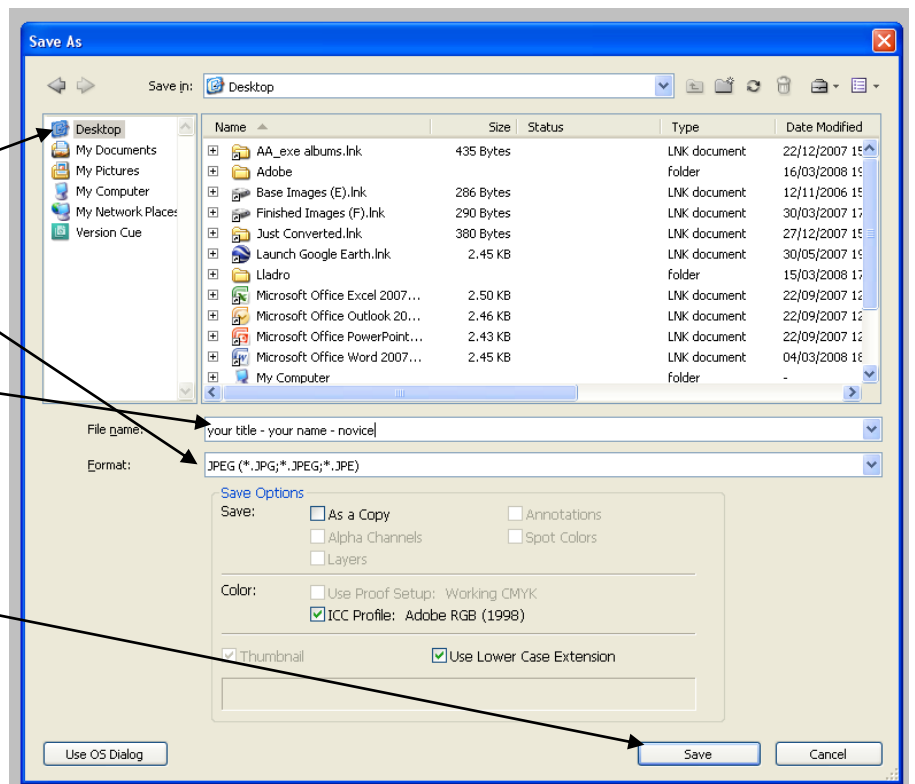 Save As
Save in: Desktop
Desktop
My Documents
My Pictures
My Computer
My Network Places
Version Cue
Name Size Status Type Date Modified
AA_exe albums.lnk 435 Bytes LNK document 22/12/2007 15
Adobe folder 16/03/2008 19
Base Images (E).lnk 286 Bytes LNK document 12/11/2006 15
Finished Images (F).lnk 290 Bytes LNK document 30/03/2007 17
Just Converted.lnk 380 Bytes LNK document 27/12/2007 15
Launch Google Earth.lnk 2.45 KB LNK document 30/05/2007 19
Lladro folder 15/03/2008 17
Microsoft Office Excel 2007... 2.50 KB LNK document 22/09/2007 12
Microsoft Office Outlook 20... 2.46 KB LNK document 22/09/2007 12
Microsoft Office PowerPoint... 2.43 KB LNK document 22/09/2007 12
Microsoft Office Word 2007... 2.45 KB LNK document 04/03/2008 18
My Computer folder -
File name: your title - your name - novice
Format: JPEG (*.JPG;*.JPEG;*.JPE)
Save Options
Save: As a Copy Annotations
Alpha Channels Spot Colors
Layers
Color: Use Proof Setup: Working CMYK
ICC Profile: Adobe RGB (1998)
Thumbnail Use Lower Case Extension
Use OS Dialog Save Cancel